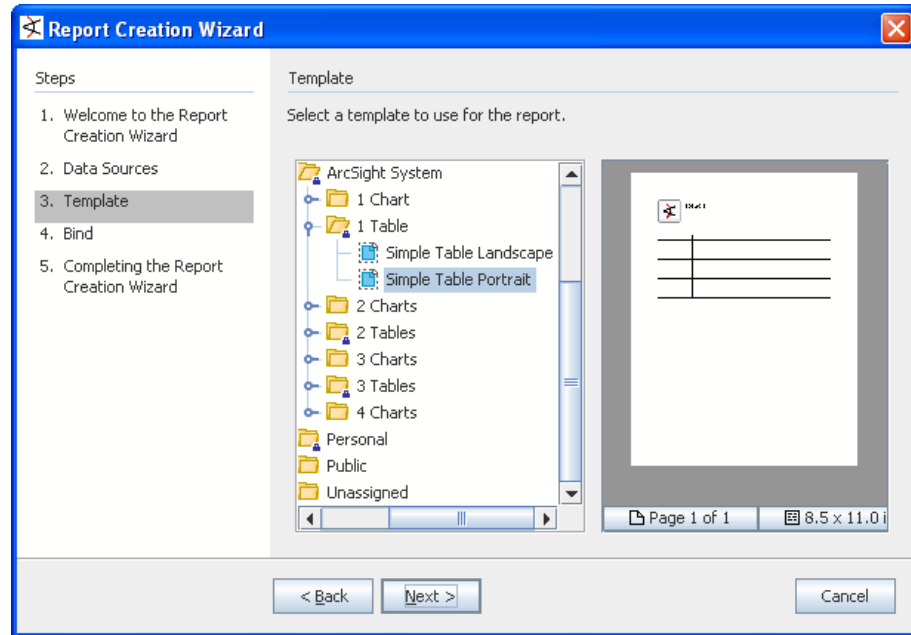 Report Creation Wizard
Steps
1. Welcome to the Report
Creation Wizard
2. Data Sources
3. Template
4. Bind
5. Completing the Report
Creation Wizard
Template
Select a template to use for the report.
ArcSight System
1 Chart
1 Table
Simple Table Landscape
Simple Table Portrait
2 Charts
2 Tables
3 Charts
3 Tables
4 Charts
Personal
Public
Unassigned
Page 1 of 1
8.5 x 11.0 i
< Back
Next >
Cancel